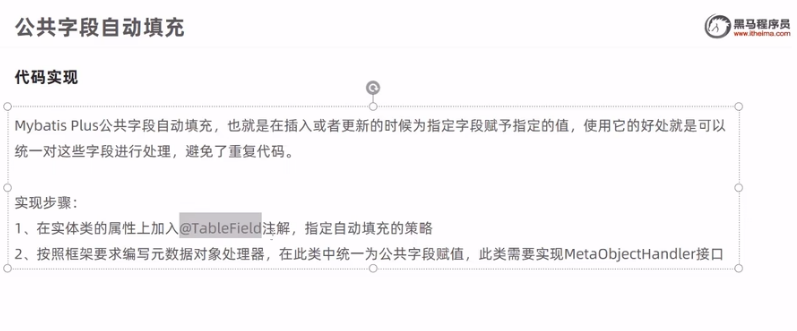 公共字段自动填充
黑马程序员
www.itheima.com
代码实现
Mybatis Plus公共字段自动填充，也就是在插入或者更新的时候为指定字段赋予指定的值，使用它的好处就是可以
统一对这些字段进行处理，避免了重复代码。
实现步骤：
1、在实体类的属性上加入@TableField注解，指定自动填充的策略
2、按照框架要求编写元数据对象处理器，在此类中统一为公共字段赋值，此类需要实现MetaObjectHandler接口